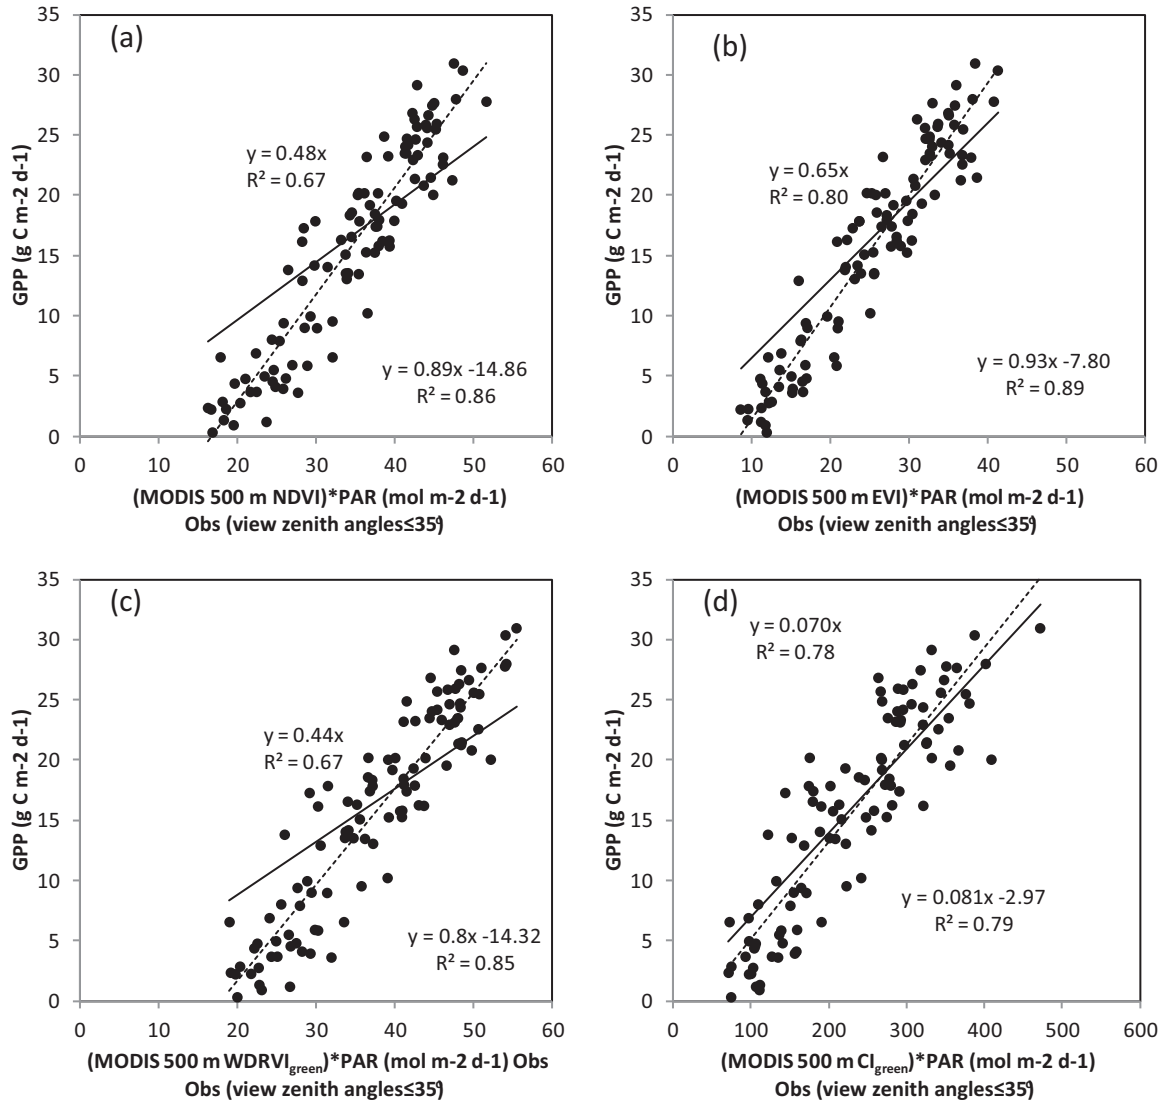 (a)
35
30
25
20
15
10
5
0
GPP (g C m-2 d-1)
y = 0.48x
R² = 0.67
y = 0.89x -14.86
R² = 0.86
0 10 20 30 40 50 60
(MODIS 500 m NDVI)*PAR (mol m-2 d-1)
Obs (view zenith angles≤35°)
(b)
35
30
25
20
15
10
5
0
GPP (g C m-2 d-1)
y = 0.65x
R² = 0.80
y = 0.93x -7.80
R² = 0.89
0 10 20 30 40 50 60
(MODIS 500 m EVI)*PAR (mol m-2 d-1)
Obs (view zenith angles≤35°)
(c)
35
30
25
20
15
10
5
0
GPP (g C m-2 d-1)
y = 0.44x
R² = 0.67
y = 0.8x -14.32
R² = 0.85
0 10 20 30 40 50 60
(MODIS 500 m WDRVIgreen)*PAR (mol m-2 d-1) Obs
Obs (view zenith angles≤35°)
(d)
35
30
25
20
15
10
5
0
GPP (g C m-2 d-1)
y = 0.070x
R² = 0.78
y = 0.081x -2.97
R² = 0.79
0 100 200 300 400 500 600
(MODIS 500 m CIgreen)*PAR (mol m-2 d-1)
Obs (view zenith angles≤35°)